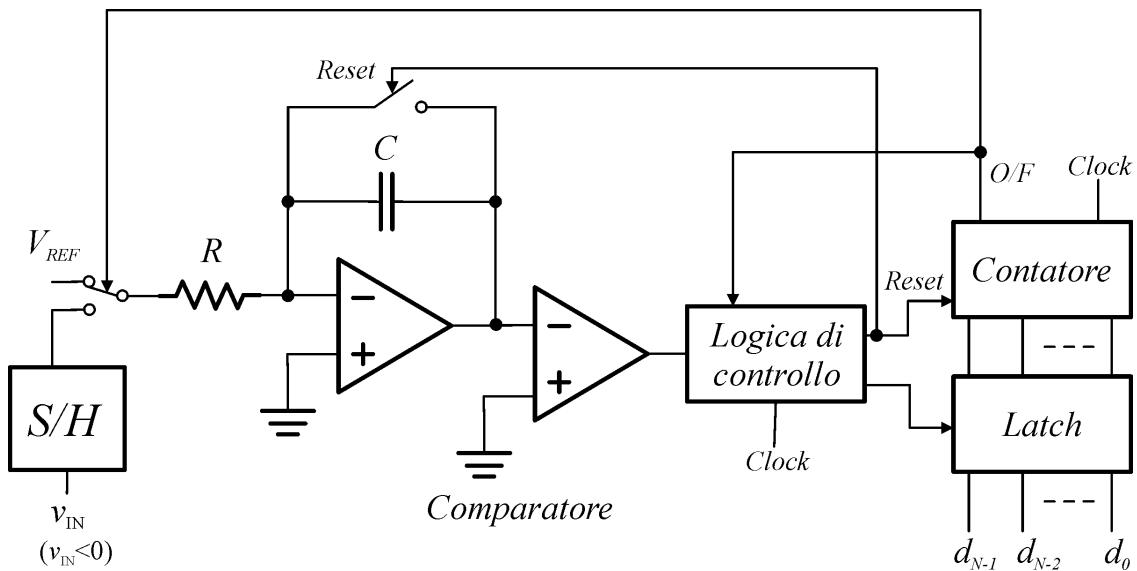 Reset
C
O/F
Clock
V_REF
R
−
+
−
+
Logica di
controllo
Reset
Contatore
S/H
Clock
Latch
v_IN
(v_IN<0)
Comparatore
d_N-1
d_N-2
d_0